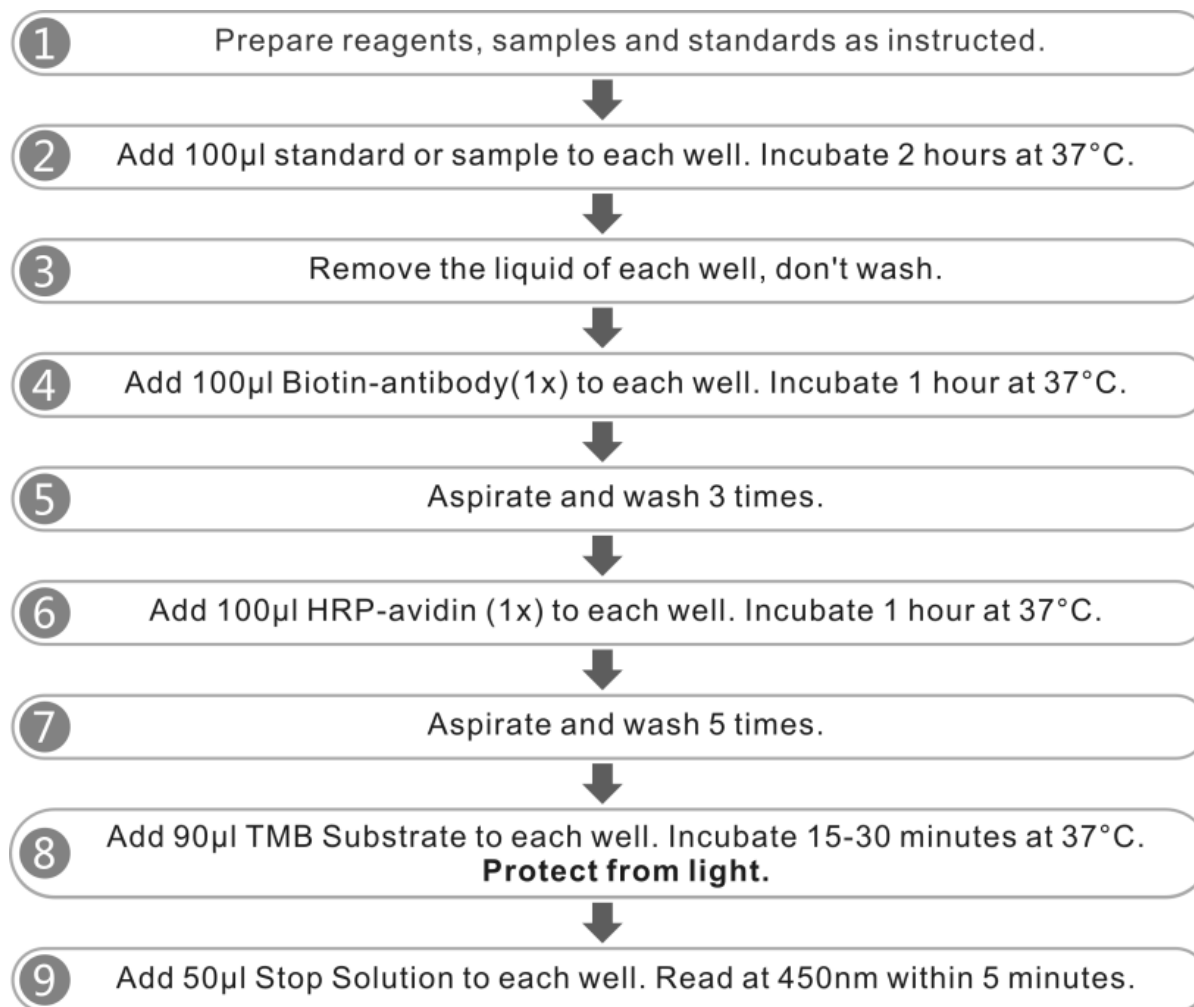 1 Prepare reagents, samples and standards as instructed.
2 Add 100µl standard or sample to each well. Incubate 2 hours at 37°C.
3 Remove the liquid of each well, don't wash.
4 Add 100µl Biotin-antibody(1x) to each well. Incubate 1 hour at 37°C.
5 Aspirate and wash 3 times.
6 Add 100µl HRP-avidin (1x) to each well. Incubate 1 hour at 37°C.
7 Aspirate and wash 5 times.
8 Add 90µl TMB Substrate to each well. Incubate 15-30 minutes at 37°C.
Protect from light.
9 Add 50µl Stop Solution to each well. Read at 450nm within 5 minutes.